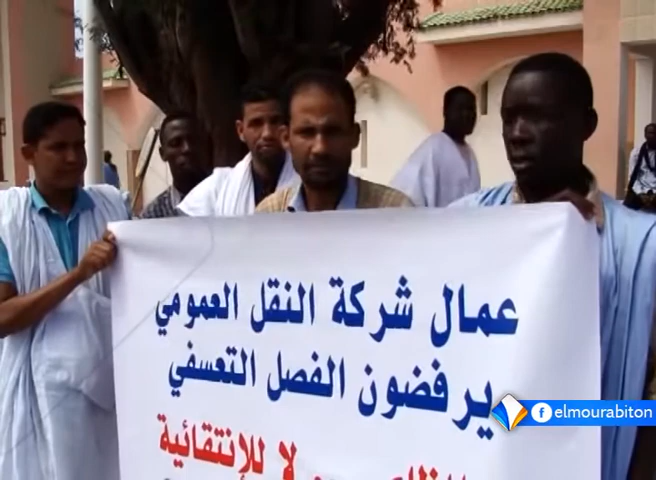 عمال شركة النقل العمومي
يرفضون الفصل التعسفي
لا للإنتقائية
elmourabiton